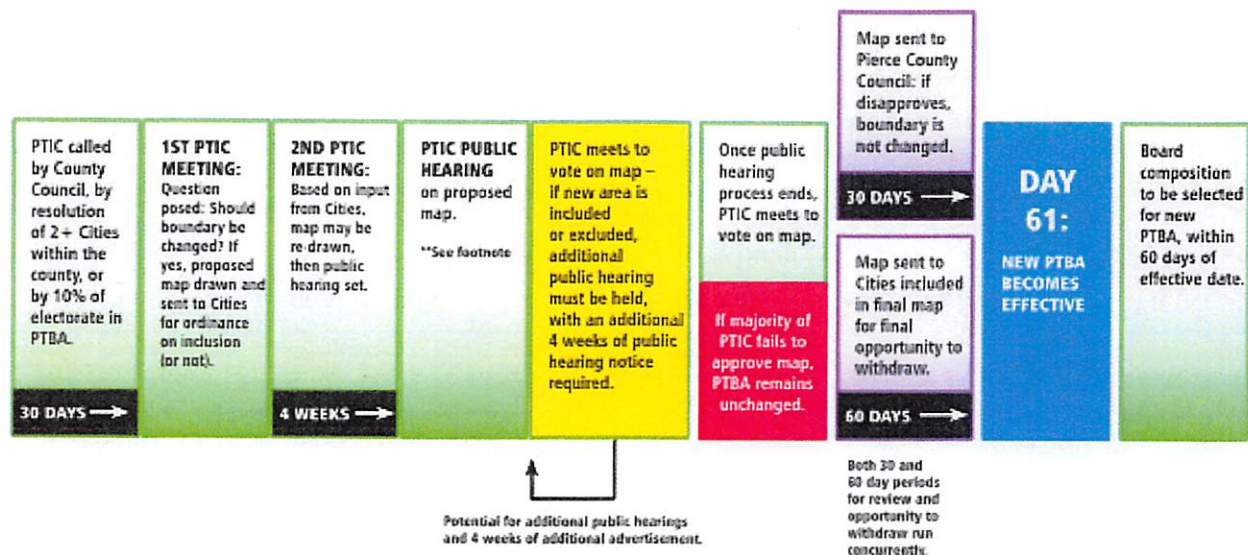 PTIC called
by County
Council, by
resolution
of 2+ Cities
within the
county, or
by 10% of
electorate in
PTBA.
30 DAYS
1ST PTIC
MEETING:
Question
posed: Should
boundary be
changed? If
yes, proposed
map drawn and
sent to Cities
for ordinance
on inclusion
(or not).
2ND PTIC
MEETING:
Based on input
from Cities,
map may be
re-drawn,
then public
hearing set.
4 WEEKS
PTIC PUBLIC
HEARING
on proposed
map.
**See footnote
PTIC meets to
vote on map –
if new area is
included
or excluded,
additional
public hearing
must be held,
with an additional
4 weeks of public
hearing notice
required.
Potential for additional public hearings
and 4 weeks of additional advertisement.
Once public
hearing
process ends,
PTIC meets to
vote on map.
If majority of
PTIC fails to
approve map,
PTBA remains
unchanged.
Map sent to
Pierce County
Council: if
disapproves,
boundary is
not changed.
30 DAYS
Map sent to
Cities included
in final map
for final
opportunity to
withdraw.
60 DAYS
Both 30 and
60 day periods
for review and
opportunity to
withdraw run
concurrently.
DAY
61:
NEW PTBA
BECOMES
EFFECTIVE
Board
composition
to be selected
for new
PTBA, within
60 days of
effective date.